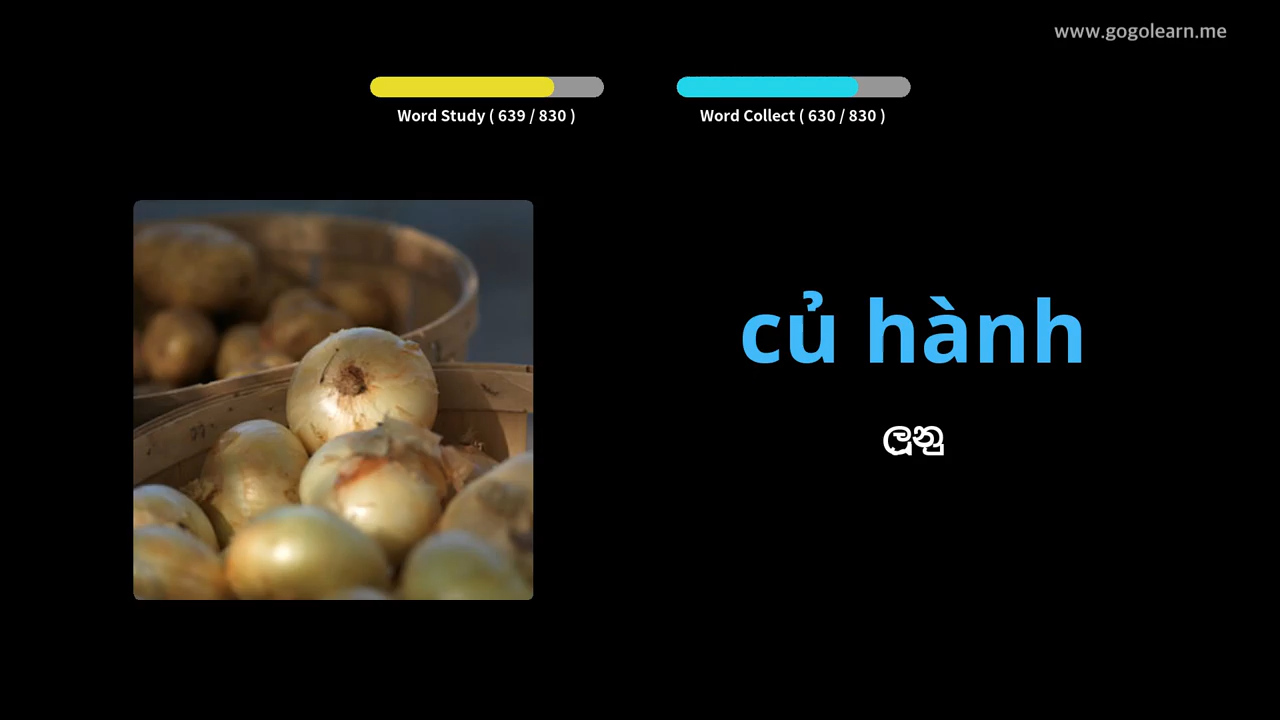 www.gogolearn.me
Word Study ( 639 / 830 )
Word Collect ( 630 / 830 )
củ hành
ලූනු